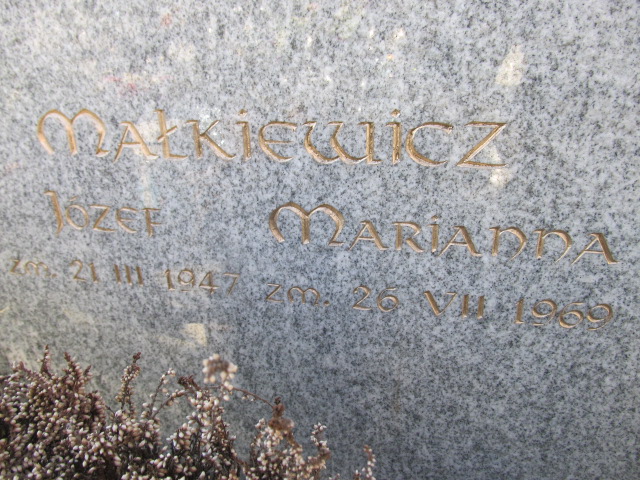 Małkiewicz
Józef Marianna
zm. 21 III 1947 zm. 26 VII 1969